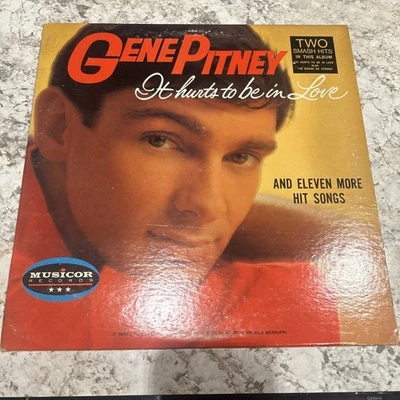 GENE PITNEY
TWO
SMASH HITS
IN THIS ALBUM
It hurts to be in Love
AND ELEVEN MORE
HIT SONGS
MUSICOR
RECORDS